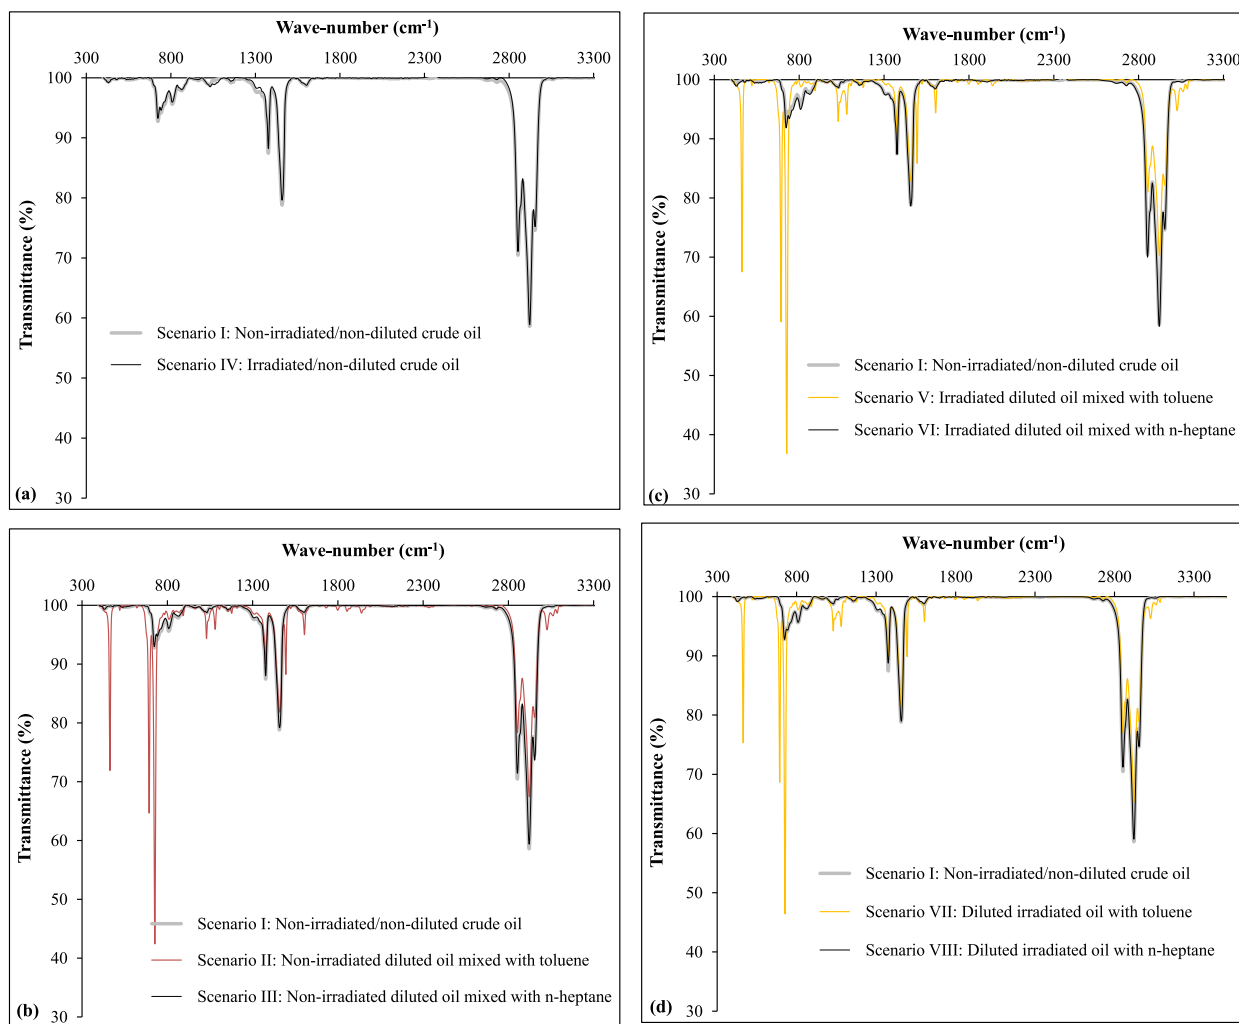 Wave-number (cm⁻¹)
300 800 1300 1800 2300 2800 3300
100
90
80
70
60
50
40
30
Transmittance (%)
Scenario I: Non-irradiated/non-diluted crude oil
Scenario IV: Irradiated/non-diluted crude oil
(a)
Wave-number (cm⁻¹)
300 800 1300 1800 2300 2800 3300
100
90
80
70
60
50
40
30
Transmittance (%)
Scenario I: Non-irradiated/non-diluted crude oil
Scenario II: Non-irradiated diluted oil mixed with toluene
Scenario III: Non-irradiated diluted oil mixed with n-heptane
(b)
Wave-number (cm⁻¹)
300 800 1300 1800 2300 2800 3300
100
90
80
70
60
50
40
30
Transmittance (%)
Scenario I: Non-irradiated/non-diluted crude oil
Scenario V: Irradiated diluted oil mixed with toluene
Scenario VI: Irradiated diluted oil mixed with n-heptane
(c)
Wave-number (cm⁻¹)
300 800 1300 1800 2300 2800 3300
100
90
80
70
60
50
40
30
Transmittance (%)
Scenario I: Non-irradiated/non-diluted crude oil
Scenario VII: Diluted irradiated oil with toluene
Scenario VIII: Diluted irradiated oil with n-heptane
(d)